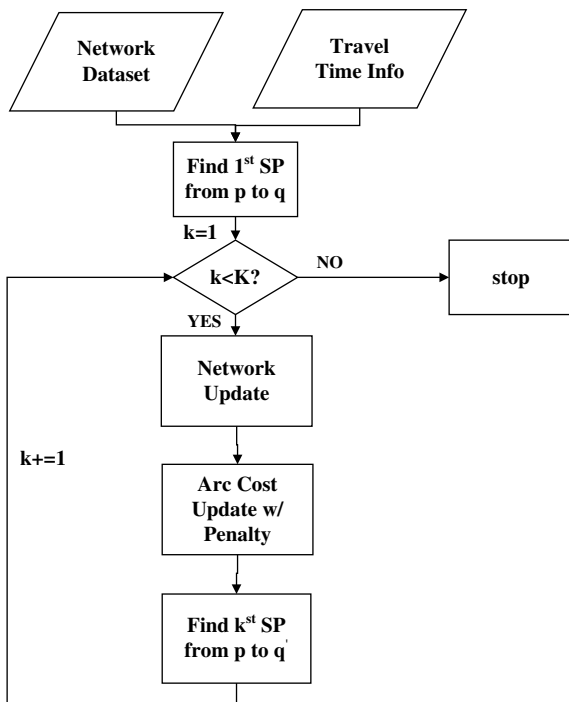 Network
Dataset
Travel
Time Info
Find 1st SP
from p to q
k=1
k<K?
NO
stop
YES
Network
Update
k+=1
Arc Cost
Update w/
Penalty
Find kst SP
from p to q'